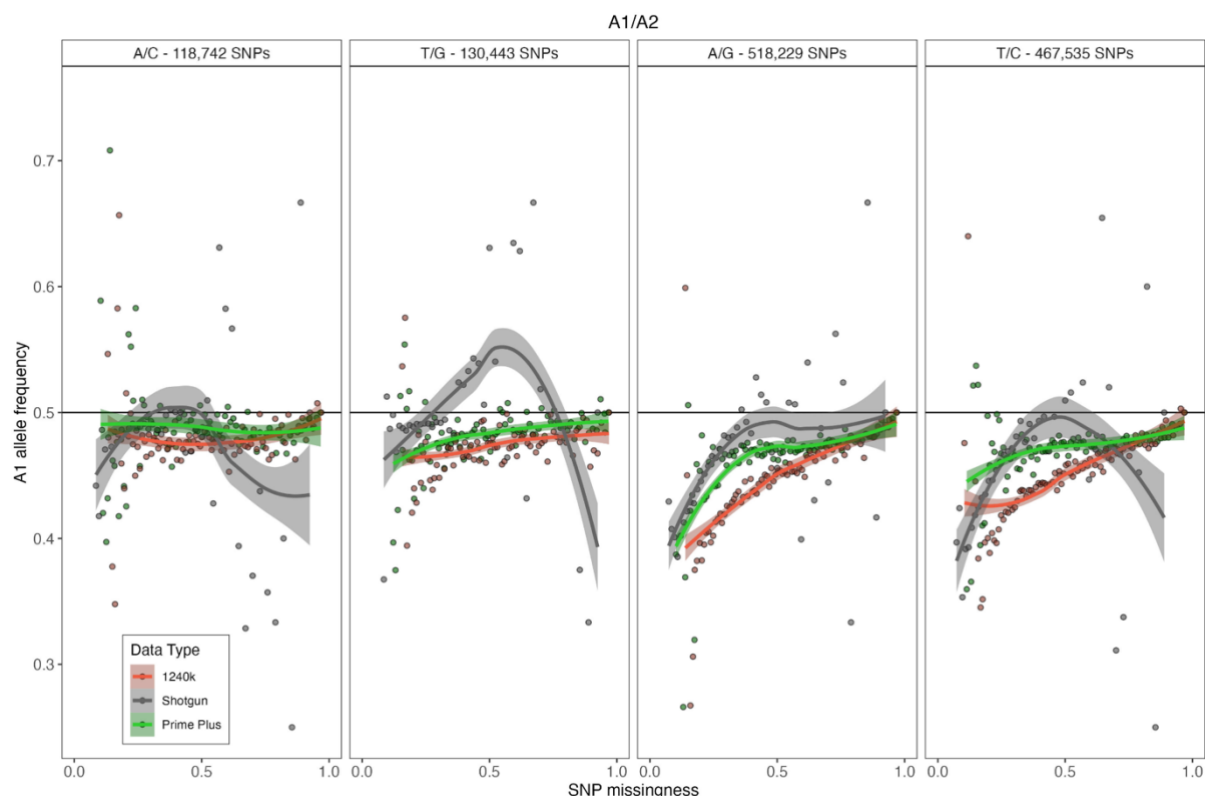 A1/A2
A/C - 118,742 SNPs
T/G - 130,443 SNPs
A/G - 518,229 SNPs
T/C - 467,535 SNPs
A1 allele frequency
0.7
0.6
0.5
0.4
0.3
Data Type
1240k
Shotgun
Prime Plus
0.0 0.5 1.0
0.0 0.5 1.0
0.0 0.5 1.0
0.0 0.5 1.0
SNP missingness